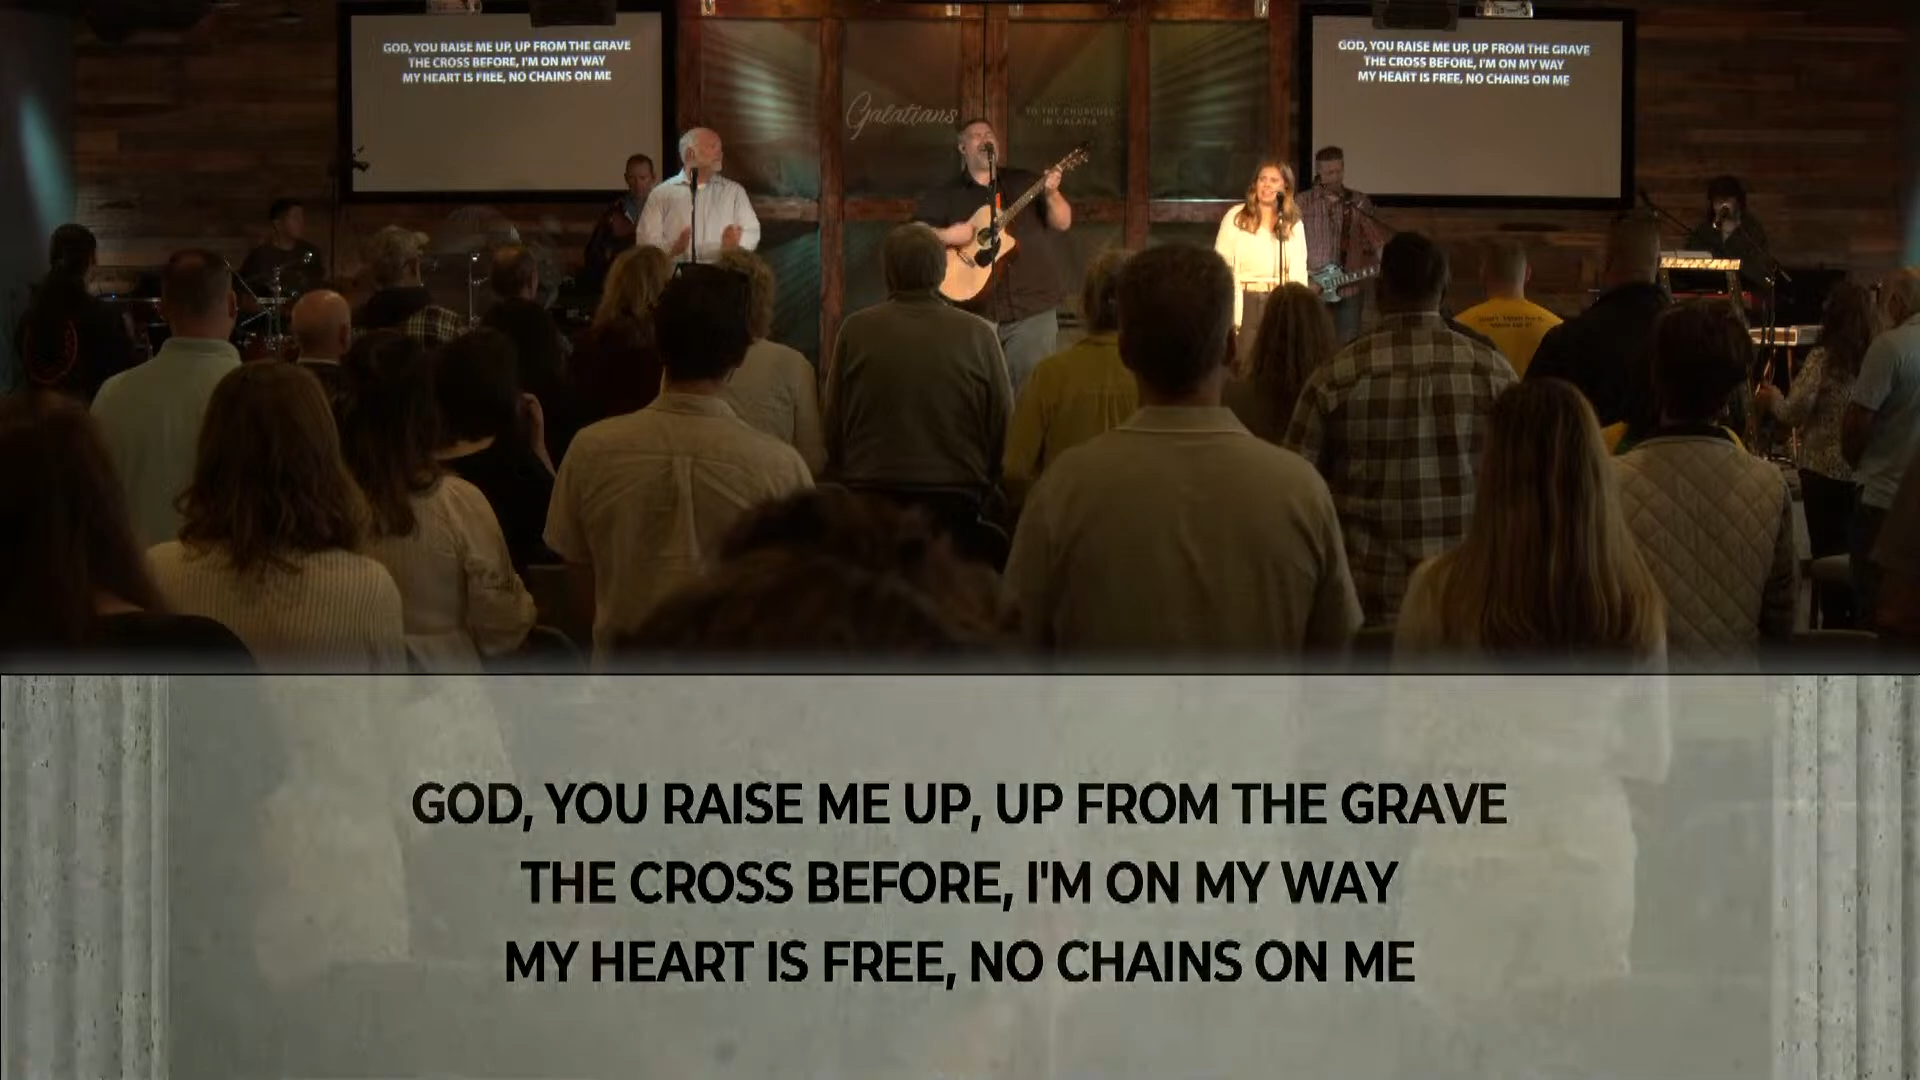 GOD, YOU RAISE ME UP, UP FROM THE GRAVE
THE CROSS BEFORE, I'M ON MY WAY
MY HEART IS FREE, NO CHAINS ON ME
GOD, YOU RAISE ME UP, UP FROM THE GRAVE
THE CROSS BEFORE, I'M ON MY WAY
MY HEART IS FREE, NO CHAINS ON ME
Galatians
TO THE CHURCHES
IN GALATIA
GOD, YOU RAISE ME UP, UP FROM THE GRAVE
THE CROSS BEFORE, I'M ON MY WAY
MY HEART IS FREE, NO CHAINS ON ME